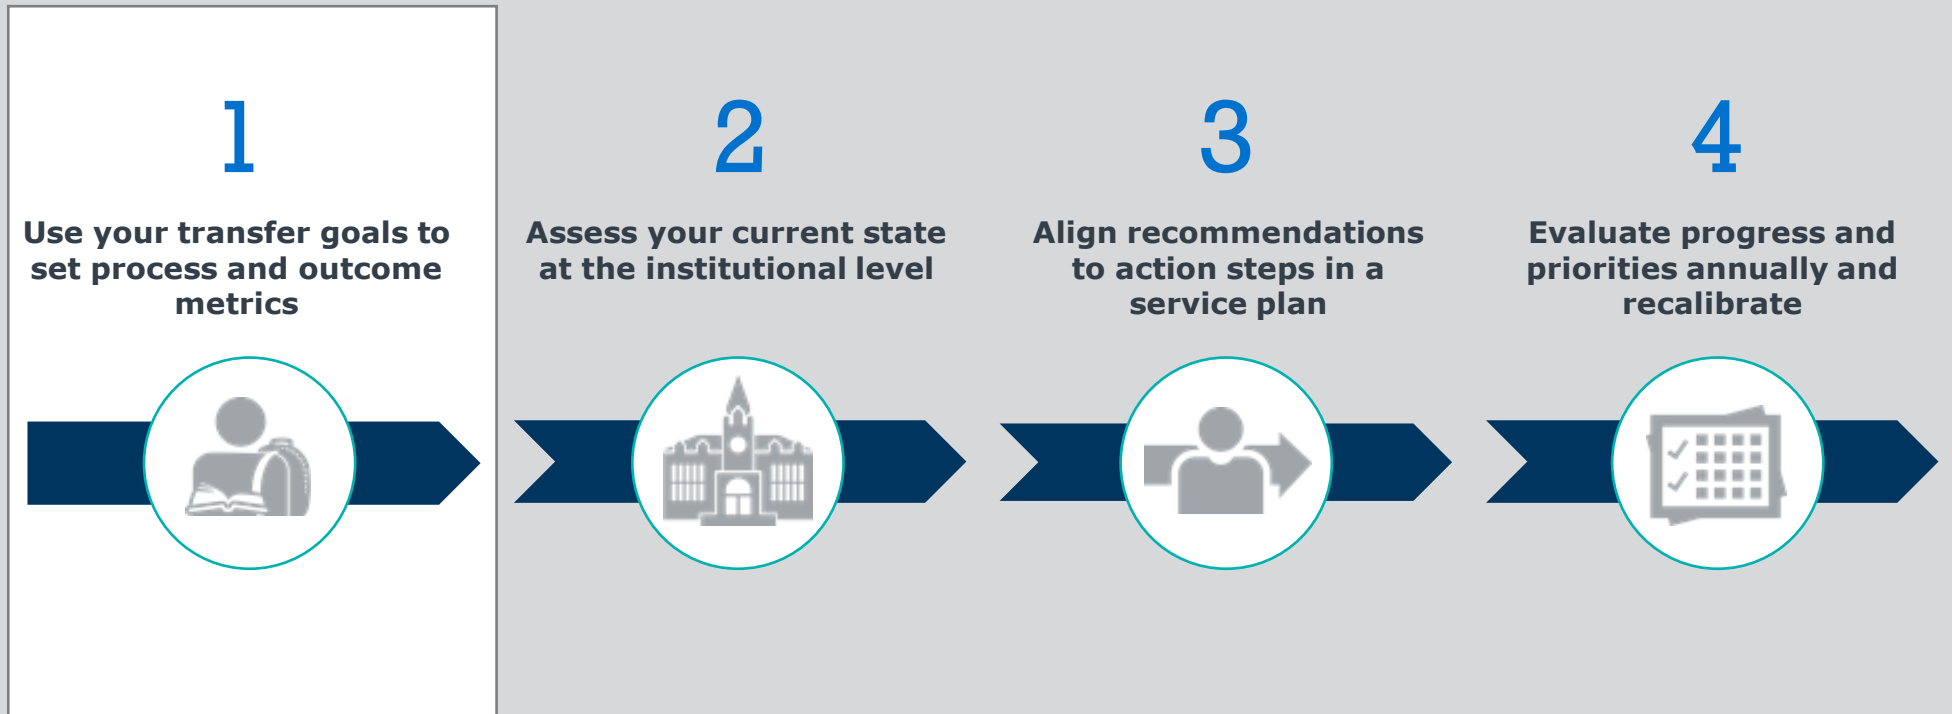 1
Use your transfer goals to
set process and outcome
metrics
2
Assess your current state
at the institutional level
3
Align recommendations
to action steps in a
service plan
4
Evaluate progress and
priorities annually and
recalibrate